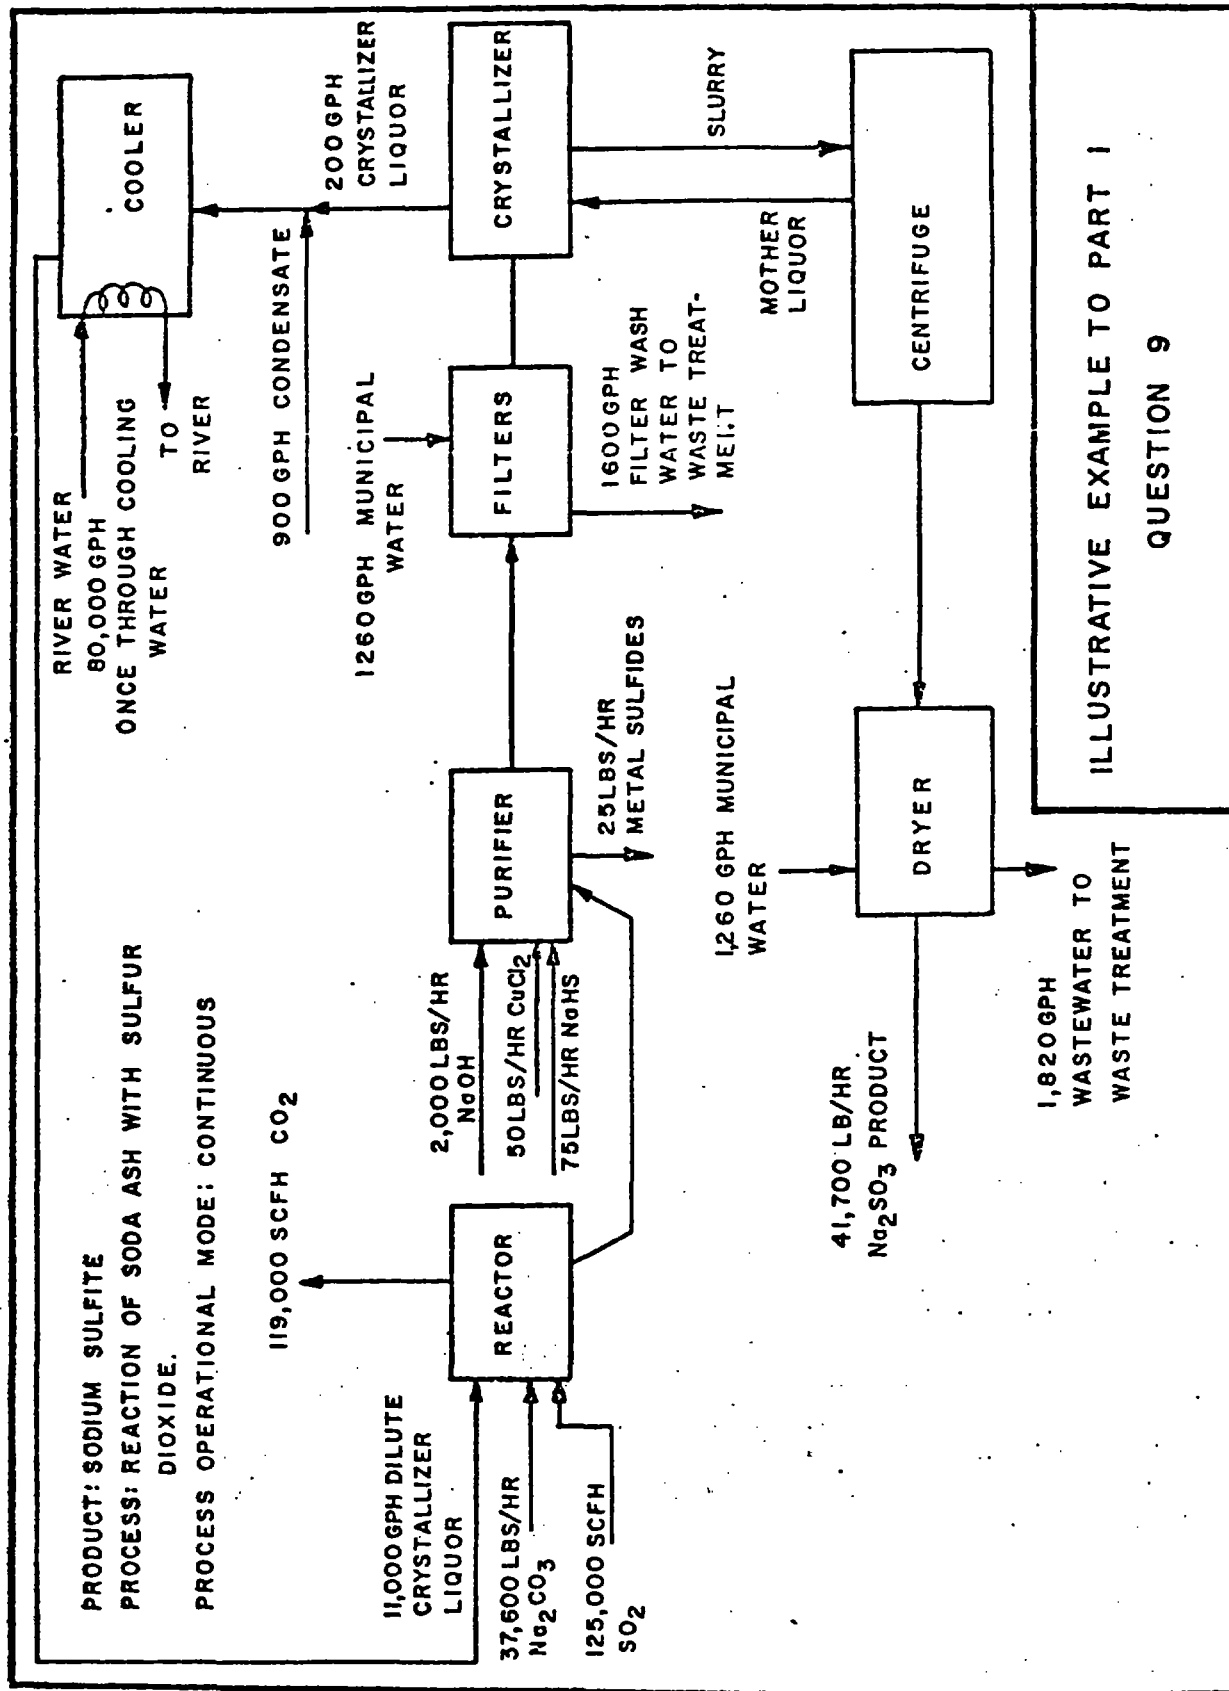 PRODUCT: SODIUM SULFITE
PROCESS: REACTION OF SODA ASH WITH SULFUR
DIOXIDE.
PROCESS OPERATIONAL MODE: CONTINUOUS
RIVER WATER
80,000 GPH
ONCE THROUGH COOLING
WATER
TO
RIVER
COOLER
900 GPH CONDENSATE
200 GPH
CRYSTALLIZER
LIQUOR
119,000 SCFH CO2
11,000 GPH DILUTE
CRYSTALLIZER
LIQUOR
37,600 LBS/HR
Na2CO3
125,000 SCFH
SO2
REACTOR
2,000 LBS/HR
NaOH
50 LBS/HR CuCl2
75LBS/HR NaHS
PURIFIER
25LBS/HR
METAL SULFIDES
1260 GPH MUNICIPAL
WATER
FILTERS
1600 GPH
FILTER WASH
WATER TO
WASTE TREAT-
MENT
CRYSTALLIZER
MOTHER
LIQUOR
SLURRY
CENTRIFUGE
1,260 GPH MUNICIPAL
WATER
DRYER
41,700 LB/HR
Na2SO3 PRODUCT
1,820 GPH
WASTEWATER TO
WASTE TREATMENT
ILLUSTRATIVE EXAMPLE TO PART I
QUESTION 9